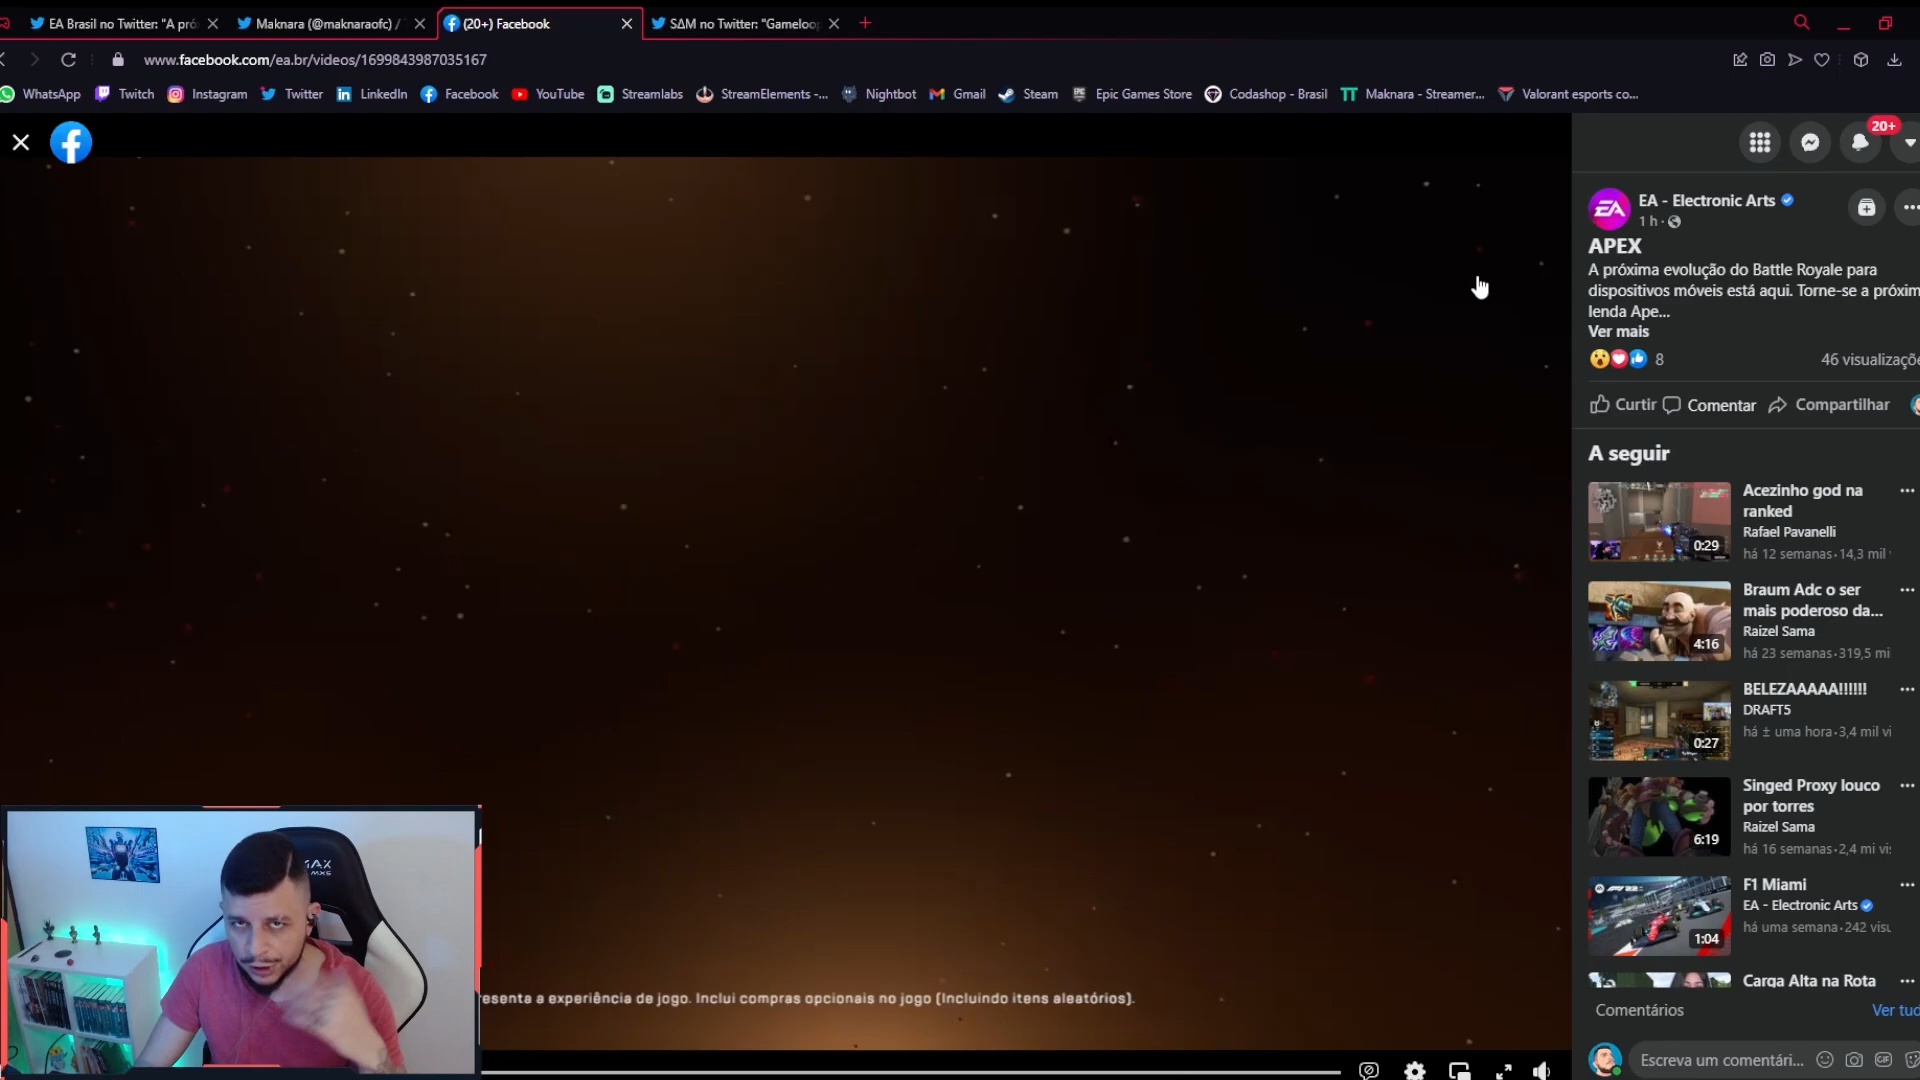 EA Brasil no Twitter: "A pró
Maknara (@maknaraofc) /
(20+) Facebook
SΔM no Twitter: "Gameloo
www.facebook.com/ea.br/videos/1699843987035167
WhatsApp
Twitch
Instagram
Twitter
LinkedIn
Facebook
YouTube
Streamlabs
StreamElements -...
Nightbot
Gmail
Steam
Epic Games Store
Codashop - Brasil
Maknara - Streamer...
Valorant esports co...
20+
EA
EA - Electronic Arts
1 h
APEX
A próxima evolução do Battle Royale para
dispositivos móveis está aqui. Torne-se a próxim
lenda Ape...
Ver mais
8
46 visualizaçõe
Curtir
Comentar
Compartilhar
A seguir
Acezinho god na
ranked
Rafael Pavanelli
há 12 semanas · 14,3 mil
0:29
Braum Adc o ser
mais poderoso da...
Raizel Sama
há 23 semanas · 319,5 mi
4:16
BELEZAAAAA!!!!!!
DRAFT5
há ± uma hora · 3,4 mil vi
0:27
Singed Proxy louco
por torres
Raizel Sama
há 16 semanas · 2,4 mi vi
6:19
F1 Miami
EA - Electronic Arts
há uma semana · 242 visu
1:04
Carga Alta na Rota
Comentários
Ver tud
Escreva um comentári...
GIF
MAX
MX5
esenta a experiência de jogo. Inclui compras opcionais no jogo (Incluindo itens aleatórios).